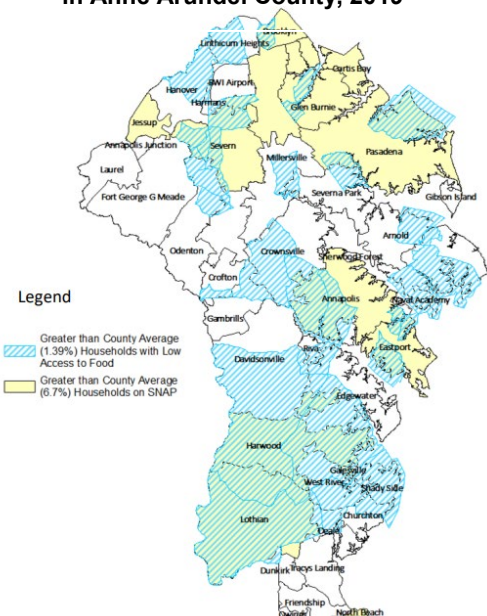 in Anne Arundel County, 2018
Brooklyn
Linthicum Heights
Curtis Bay
BWI Airport
Hanover
Harmans
Glen Burnie
Jessup
Annapolis Junction
Severn
Pasadena
Laurel
Millersville
Fort George G Meade
Severna Park
Gibson Island
Arnold
Odenton
Crownsville
Sherwood Forest
Crofton
Legend
Annapolis
Naval Academy
Gambrills
Greater than County Average
(1.39%) Households with Low
Access to Food
Riva
Eastport
Davidsonville
Greater than County Average
(6.7%) Households on SNAP
Edgewater
Harwood
Galesville
West River
Shady Side
Lothian
Churchton
Deale
Dunkirk
Tracys Landing
Friendship
North Beach
Owings